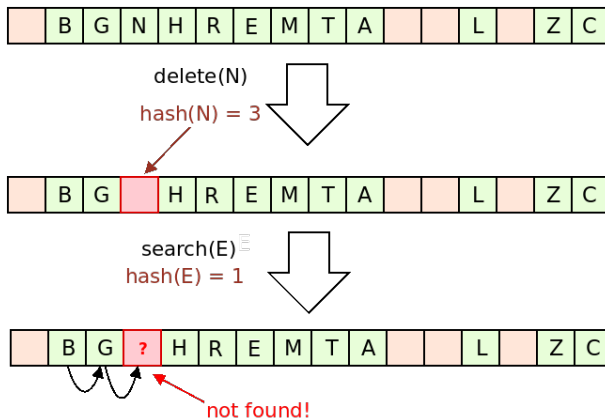 B G N H R E M T A L Z C
delete(N)
hash(N) = 3
B G H R E M T A L Z C
search(E)
hash(E) = 1
B G ? H R E M T A L Z C
not found!